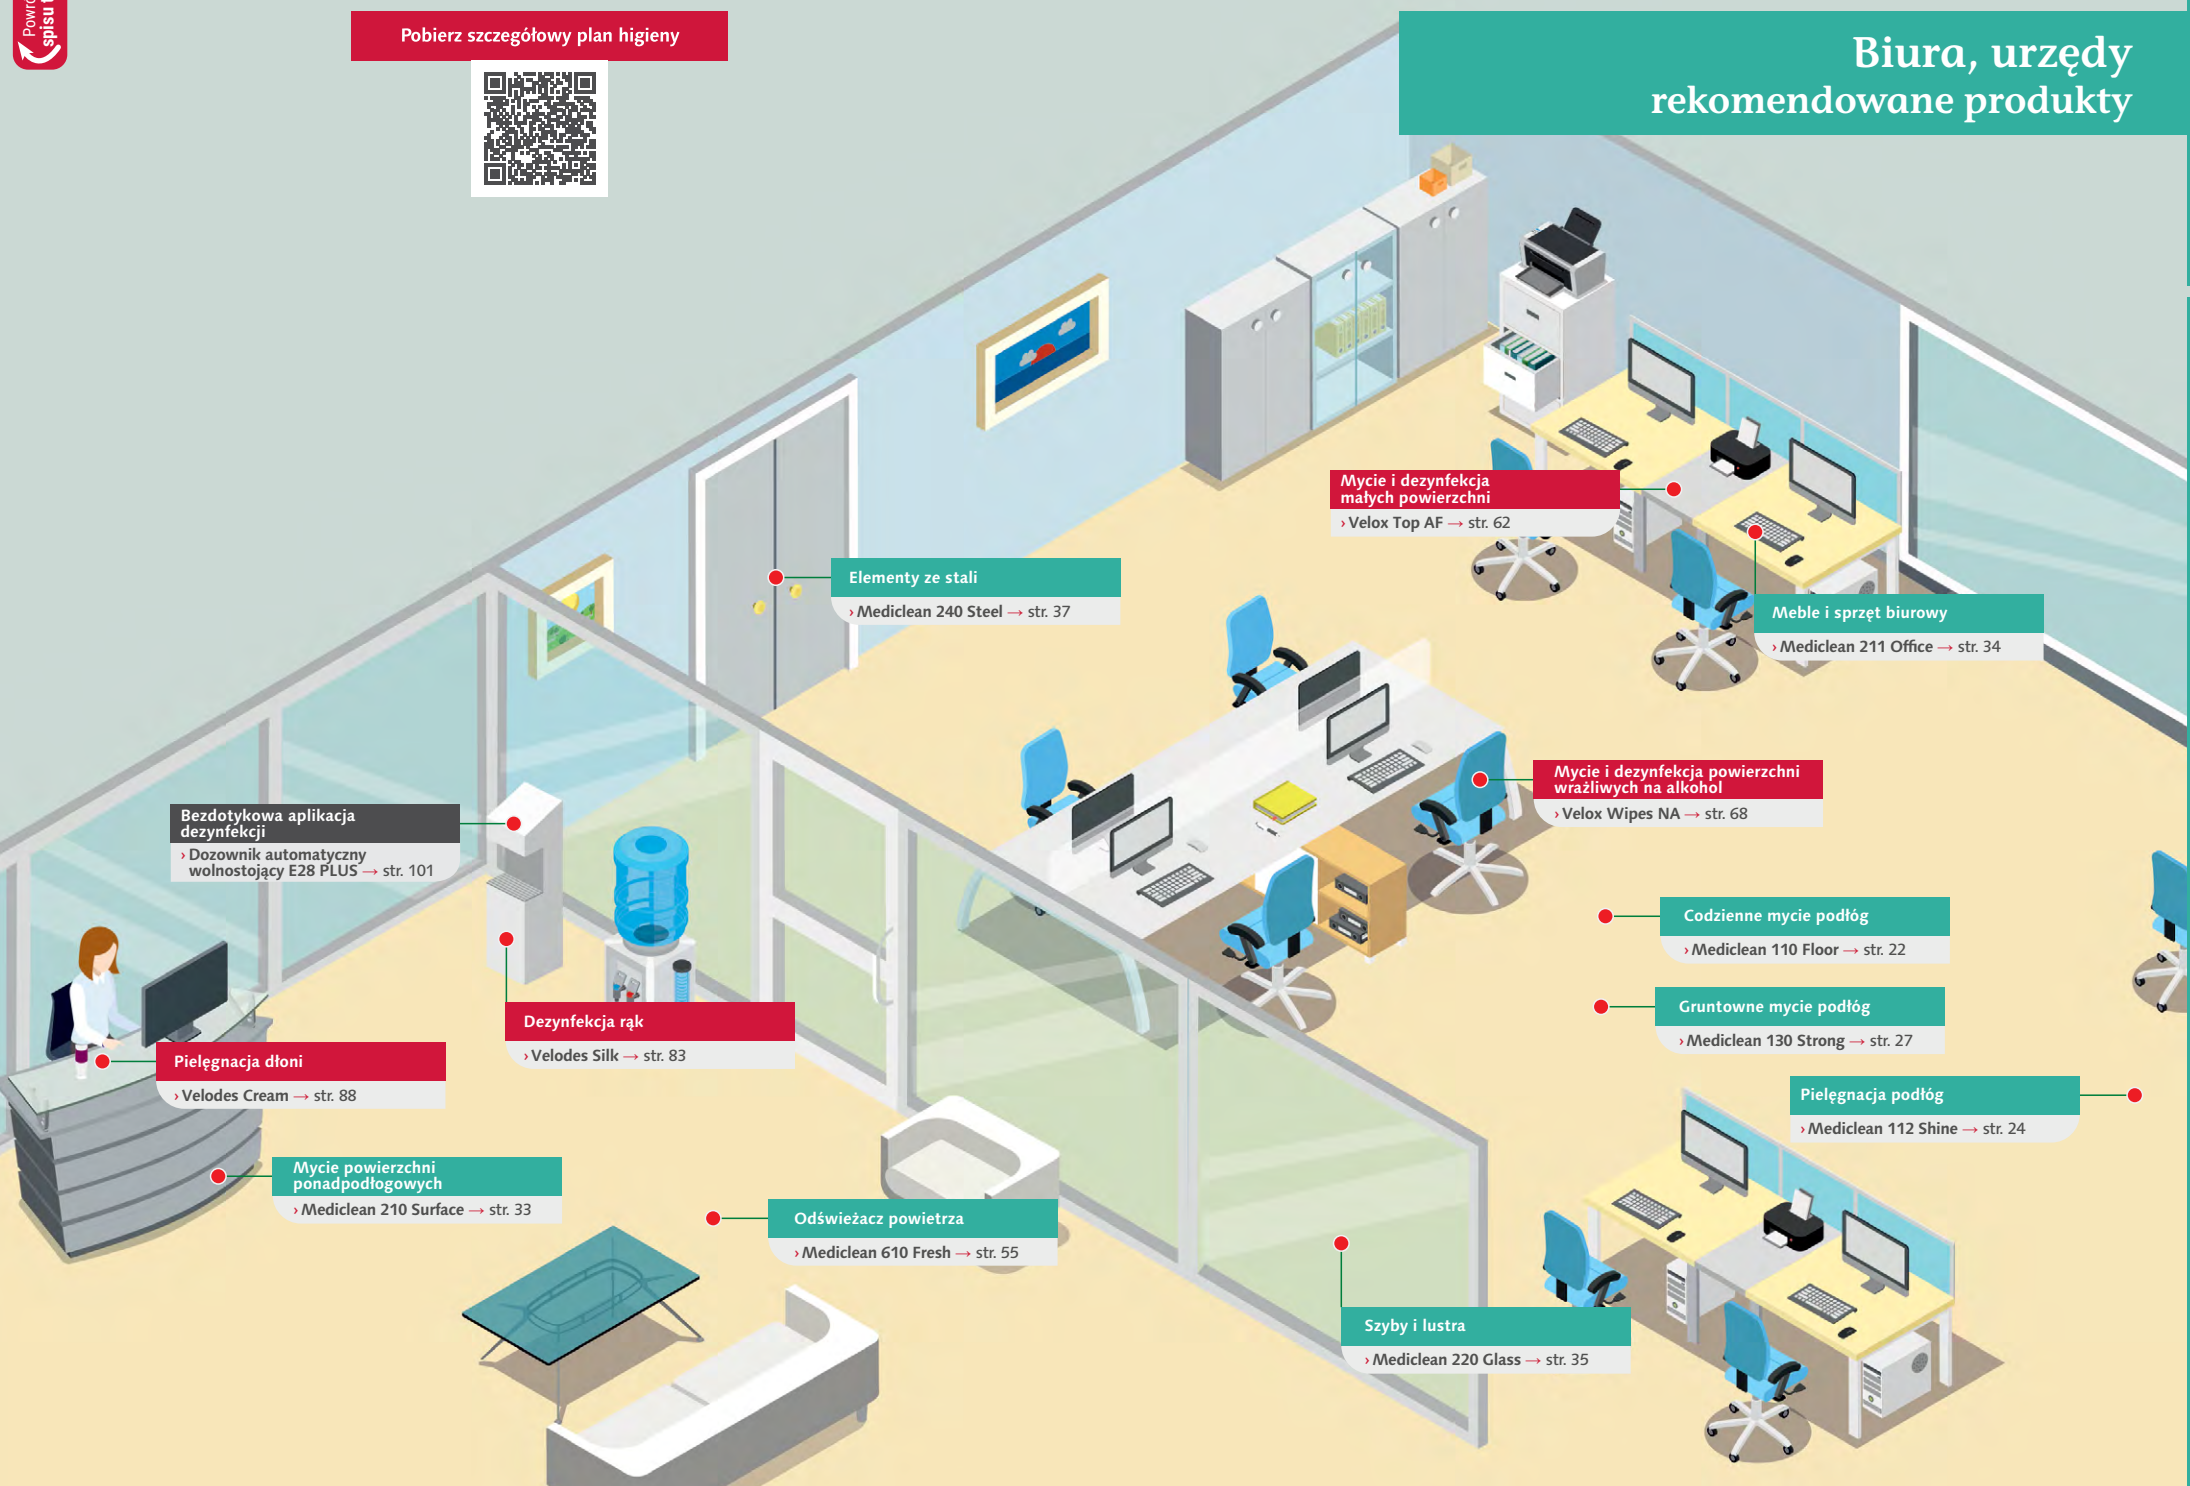 spisu
Pobierz szczegółowy plan higieny
Biura, urzędy
rekomendowane produkty
Mycie i dezynfekcja
małych powierzchni
› Velox Top AF → str. 62
Elementy ze stali
› Mediclean 240 Steel → str. 37
Meble i sprzęt biurowy
› Mediclean 211 Office → str. 34
Mycie i dezynfekcja powierzchni
wrażliwych na alkohol
› Velox Wipes NA → str. 68
Bezdotykowa aplikacja
dezynfekcji
› Dozownik automatyczny
wolnostojący E28 PLUS → str. 101
Codzienne mycie podłóg
› Mediclean 110 Floor → str. 22
Gruntowne mycie podłóg
› Mediclean 130 Strong → str. 27
Dezynfekcja rąk
› Velodes Silk → str. 83
Pielęgnacja dłoni
› Velodes Cream → str. 88
Pielęgnacja podłóg
› Mediclean 112 Shine → str. 24
Mycie powierzchni
ponadpodłogowych
› Mediclean 210 Surface → str. 33
Odświeżacz powietrza
› Mediclean 610 Fresh → str. 55
Szyby i lustra
› Mediclean 220 Glass → str. 35